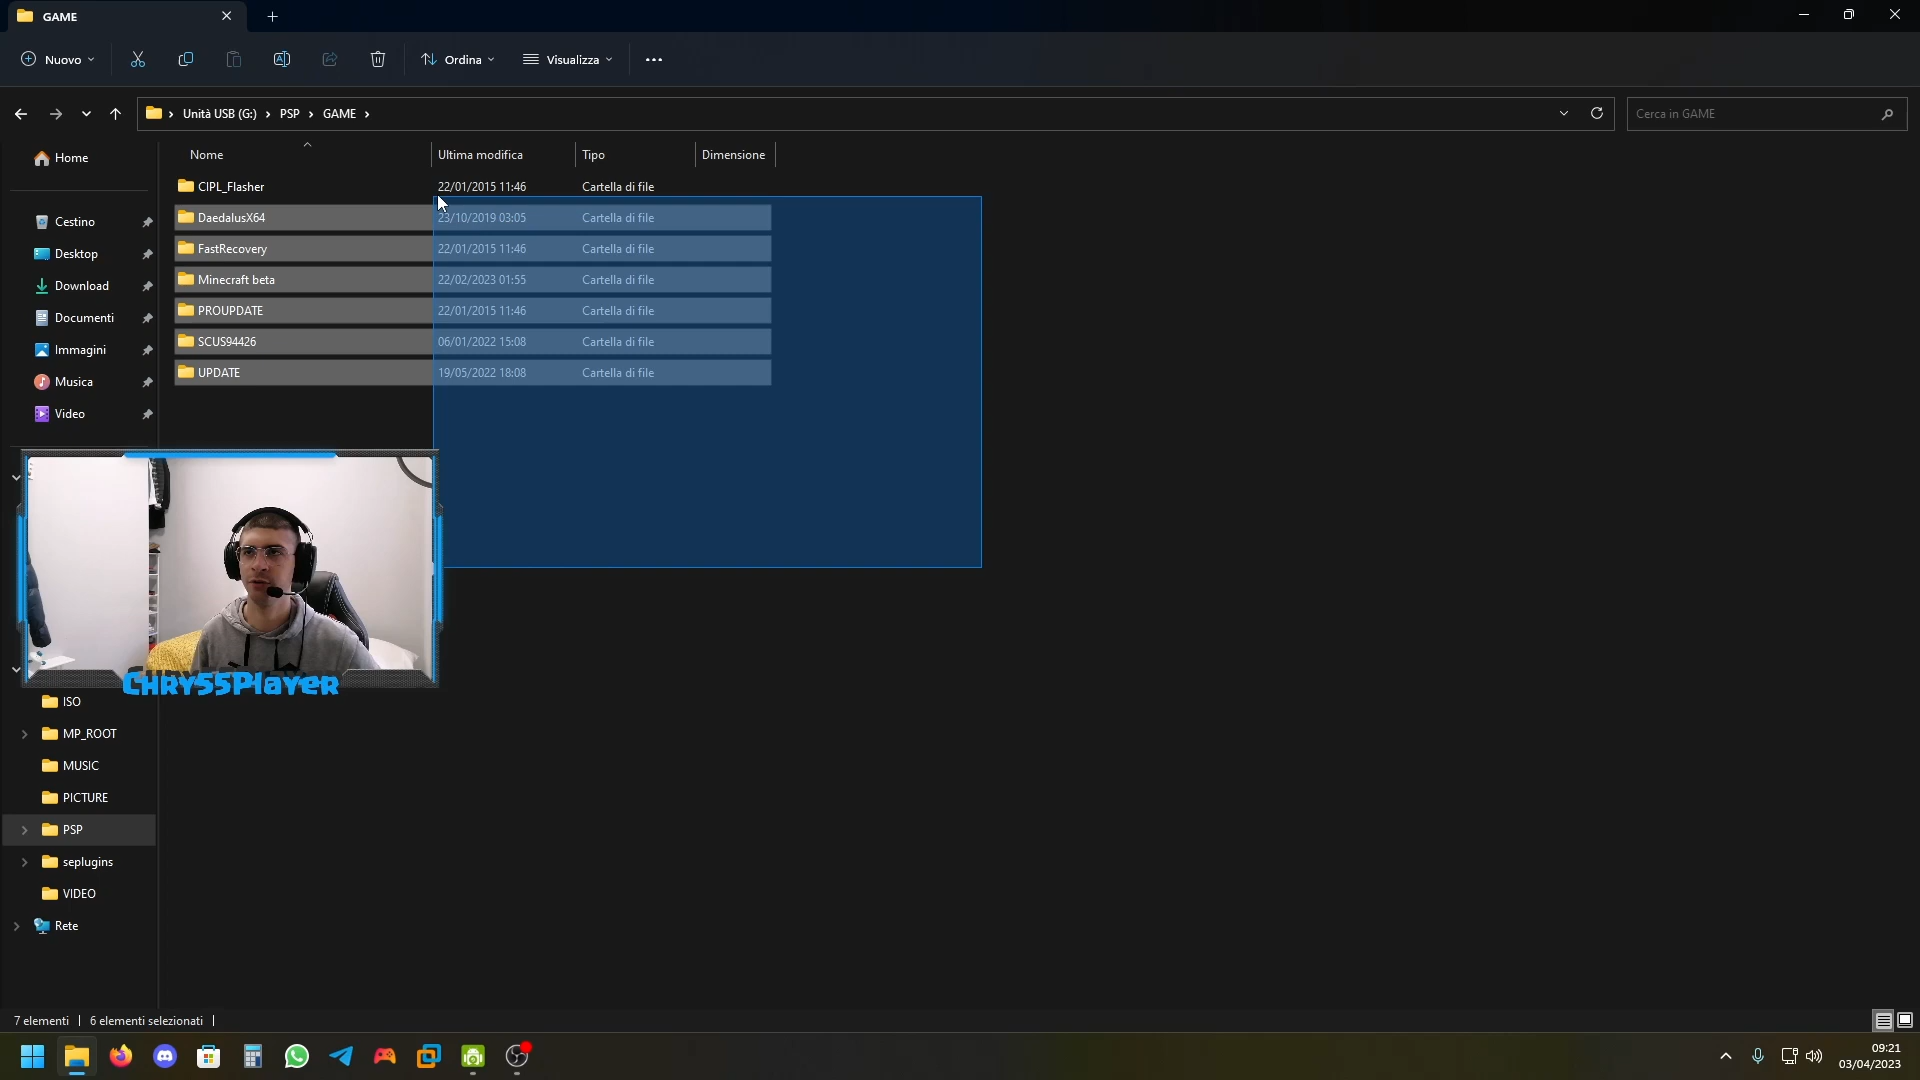 GAME
Nuovo
Ordina
Visualizza
Unità USB (G:) PSP GAME
Cerca in GAME
Home
Cestino
Desktop
Download
Documenti
Immagini
Musica
Video
Nome Ultima modifica Tipo Dimensione
CIPL_Flasher 22/01/2015 11:46 Cartella di file
DaedalusX64 23/10/2019 03:05 Cartella di file
FastRecovery 22/01/2015 11:46 Cartella di file
Minecraft beta 22/02/2023 01:55 Cartella di file
PROUPDATE 22/01/2015 11:46 Cartella di file
SCUS94426 06/01/2022 15:08 Cartella di file
UPDATE 19/05/2022 18:08 Cartella di file
Chry55Player
ISO
MP_ROOT
MUSIC
PICTURE
PSP
seplugins
VIDEO
Rete
7 elementi 6 elementi selezionati
09:21
03/04/2023